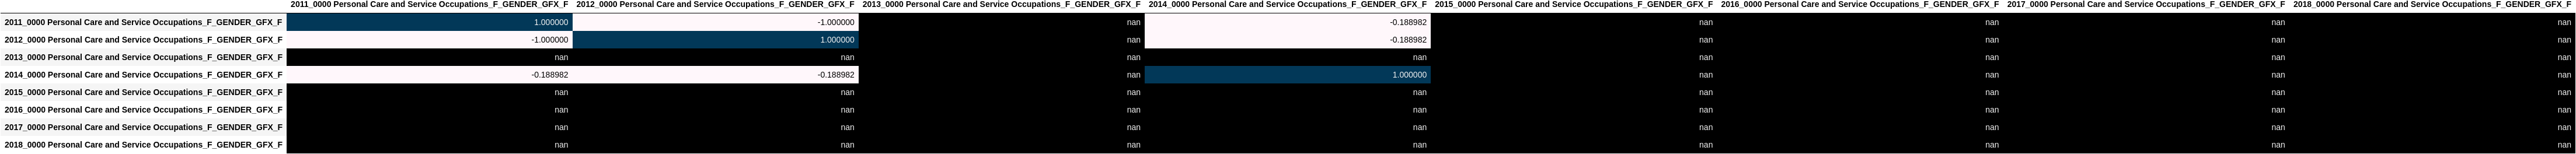 2011_0000 Personal Care and Service Occupations_F_GENDER_GFX_F 2012_0000 Personal Care and Service Occupations_F_GENDER_GFX_F 2013_0000 Personal Care and Service Occupations_F_GENDER_GFX_F 2014_0000 Personal Care and Service Occupations_F_GENDER_GFX_F 2015_0000 Personal Care and Service Occupations_F_GENDER_GFX_F 2016_0000 Personal Care and Service Occupations_F_GENDER_GFX_F 2017_0000 Personal Care and Service Occupations_F_GENDER_GFX_F 2018_0000 Personal Care and Service Occupations_F_GENDER_GFX_F
2011_0000 Personal Care and Service Occupations_F_GENDER_GFX_F 1.000000 -1.000000 nan -0.188982 nan nan nan nan
2012_0000 Personal Care and Service Occupations_F_GENDER_GFX_F -1.000000 1.000000 nan -0.188982 nan nan nan nan
2013_0000 Personal Care and Service Occupations_F_GENDER_GFX_F nan nan nan nan nan nan nan nan
2014_0000 Personal Care and Service Occupations_F_GENDER_GFX_F -0.188982 -0.188982 nan 1.000000 nan nan nan nan
2015_0000 Personal Care and Service Occupations_F_GENDER_GFX_F nan nan nan nan nan nan nan nan
2016_0000 Personal Care and Service Occupations_F_GENDER_GFX_F nan nan nan nan nan nan nan nan
2017_0000 Personal Care and Service Occupations_F_GENDER_GFX_F nan nan nan nan nan nan nan nan
2018_0000 Personal Care and Service Occupations_F_GENDER_GFX_F nan nan nan nan nan nan nan nan